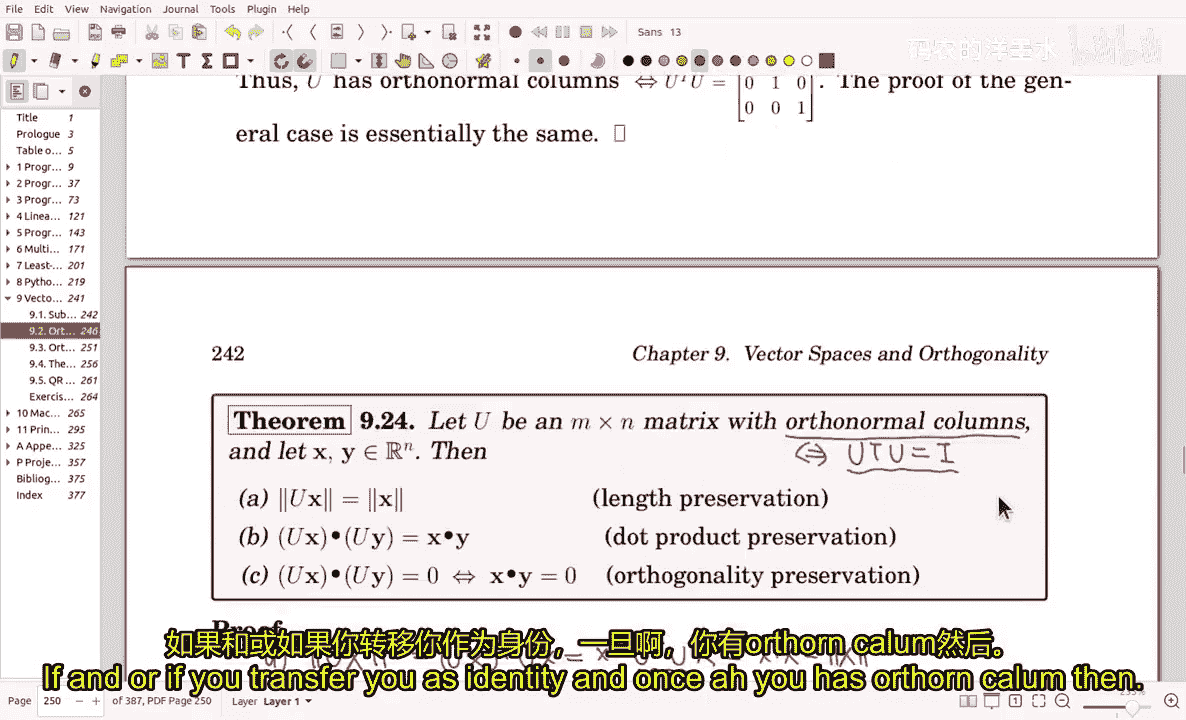 File Edit View Navigation Journal Tools Plugin Help
Sans 13
Title 1
Prologue 3
Table o... 5
1 Progr... 9
2 Progr... 37
3 Progr... 73
4 Linea... 121
5 Progr... 143
6 Multi... 171
7 Least-... 201
8 Pytho... 219
9 Vecto... 241
9.1. Sub... 242
9.2. Ort... 246
9.3. Ort... 251
9.4. The... 256
9.5. QR ... 261
Exercis... 264
10 Mac... 265
11 Prin... 295
A Appe... 325
P Proje... 357
Bibliog... 375
Index 377
Thus, U has orthonormal columns ⇔ UᵀU = [0 1 0; 0 0 1]. The proof of the gen-
eral case is essentially the same. □
242 Chapter 9. Vector Spaces and Orthogonality
Theorem 9.24. Let U be an m × n matrix with orthonormal columns,
and let x, y ∈ ℝⁿ. Then
⇔ UᵀU = I
(a) ‖Ux‖ = ‖x‖ (length preservation)
(b) (Ux)•(Uy) = x•y (dot product preservation)
(c) (Ux)•(Uy) = 0 ⇔ x•y = 0 (orthogonality preservation)
Proof.
如果和或如果你转移你作为身份，一旦啊，你有orthorn calum然后。
If and or if you transfer you as identity and once ah you has orthorn calum then.
Page 250 of 387, PDF Page 250 Layer Layer 1